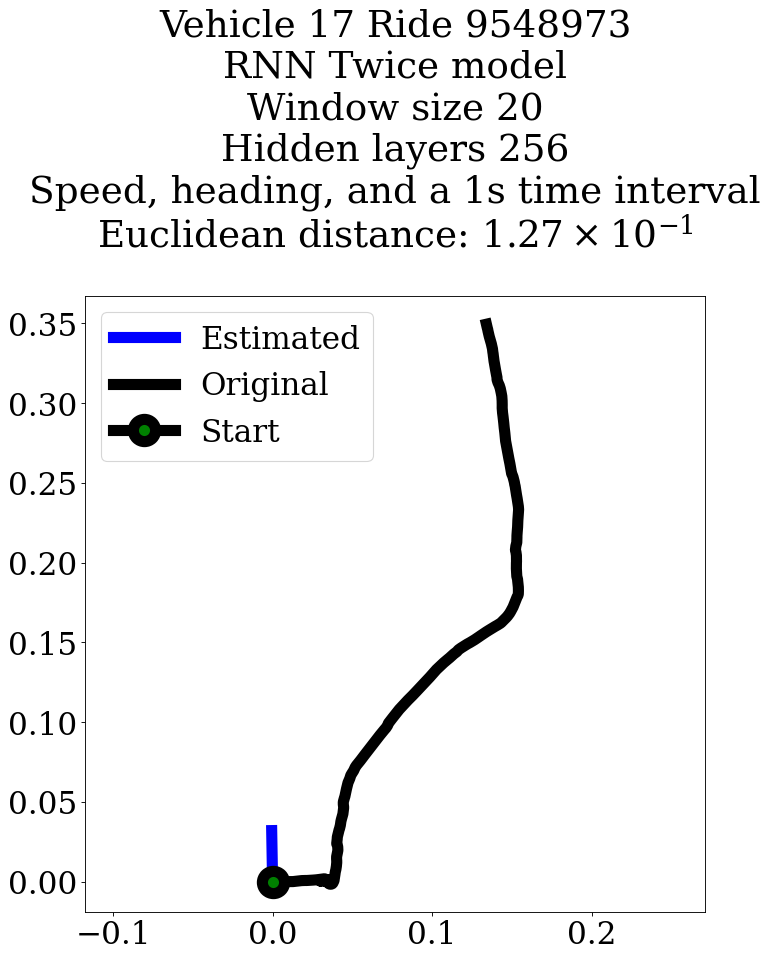 Vehicle 17 Ride 9548973
RNN Twice model
Window size 20
Hidden layers 256
Speed, heading, and a 1s time interval
Euclidean distance: 1.27 × 10⁻¹
Estimated
Original
Start
0.35
0.30
0.25
0.20
0.15
0.10
0.05
0.00
−0.1 0.0 0.1 0.2